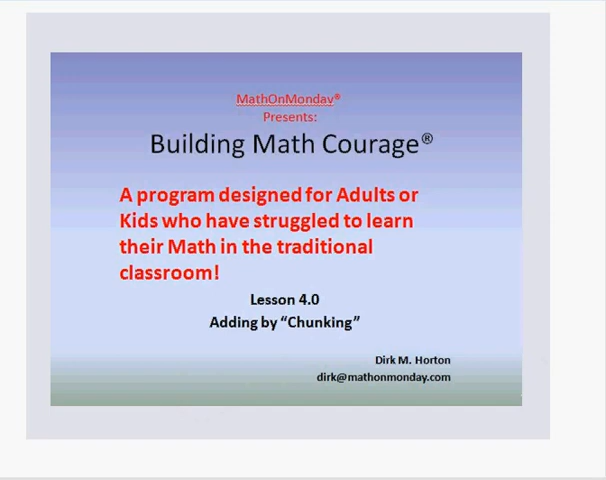 MathOnMonday®
Presents:
Building Math Courage®
A program designed for Adults or
Kids who have struggled to learn
their Math in the traditional
classroom!
Lesson 4.0
Adding by “Chunking”
Dirk M. Horton
dirk@mathonmonday.com